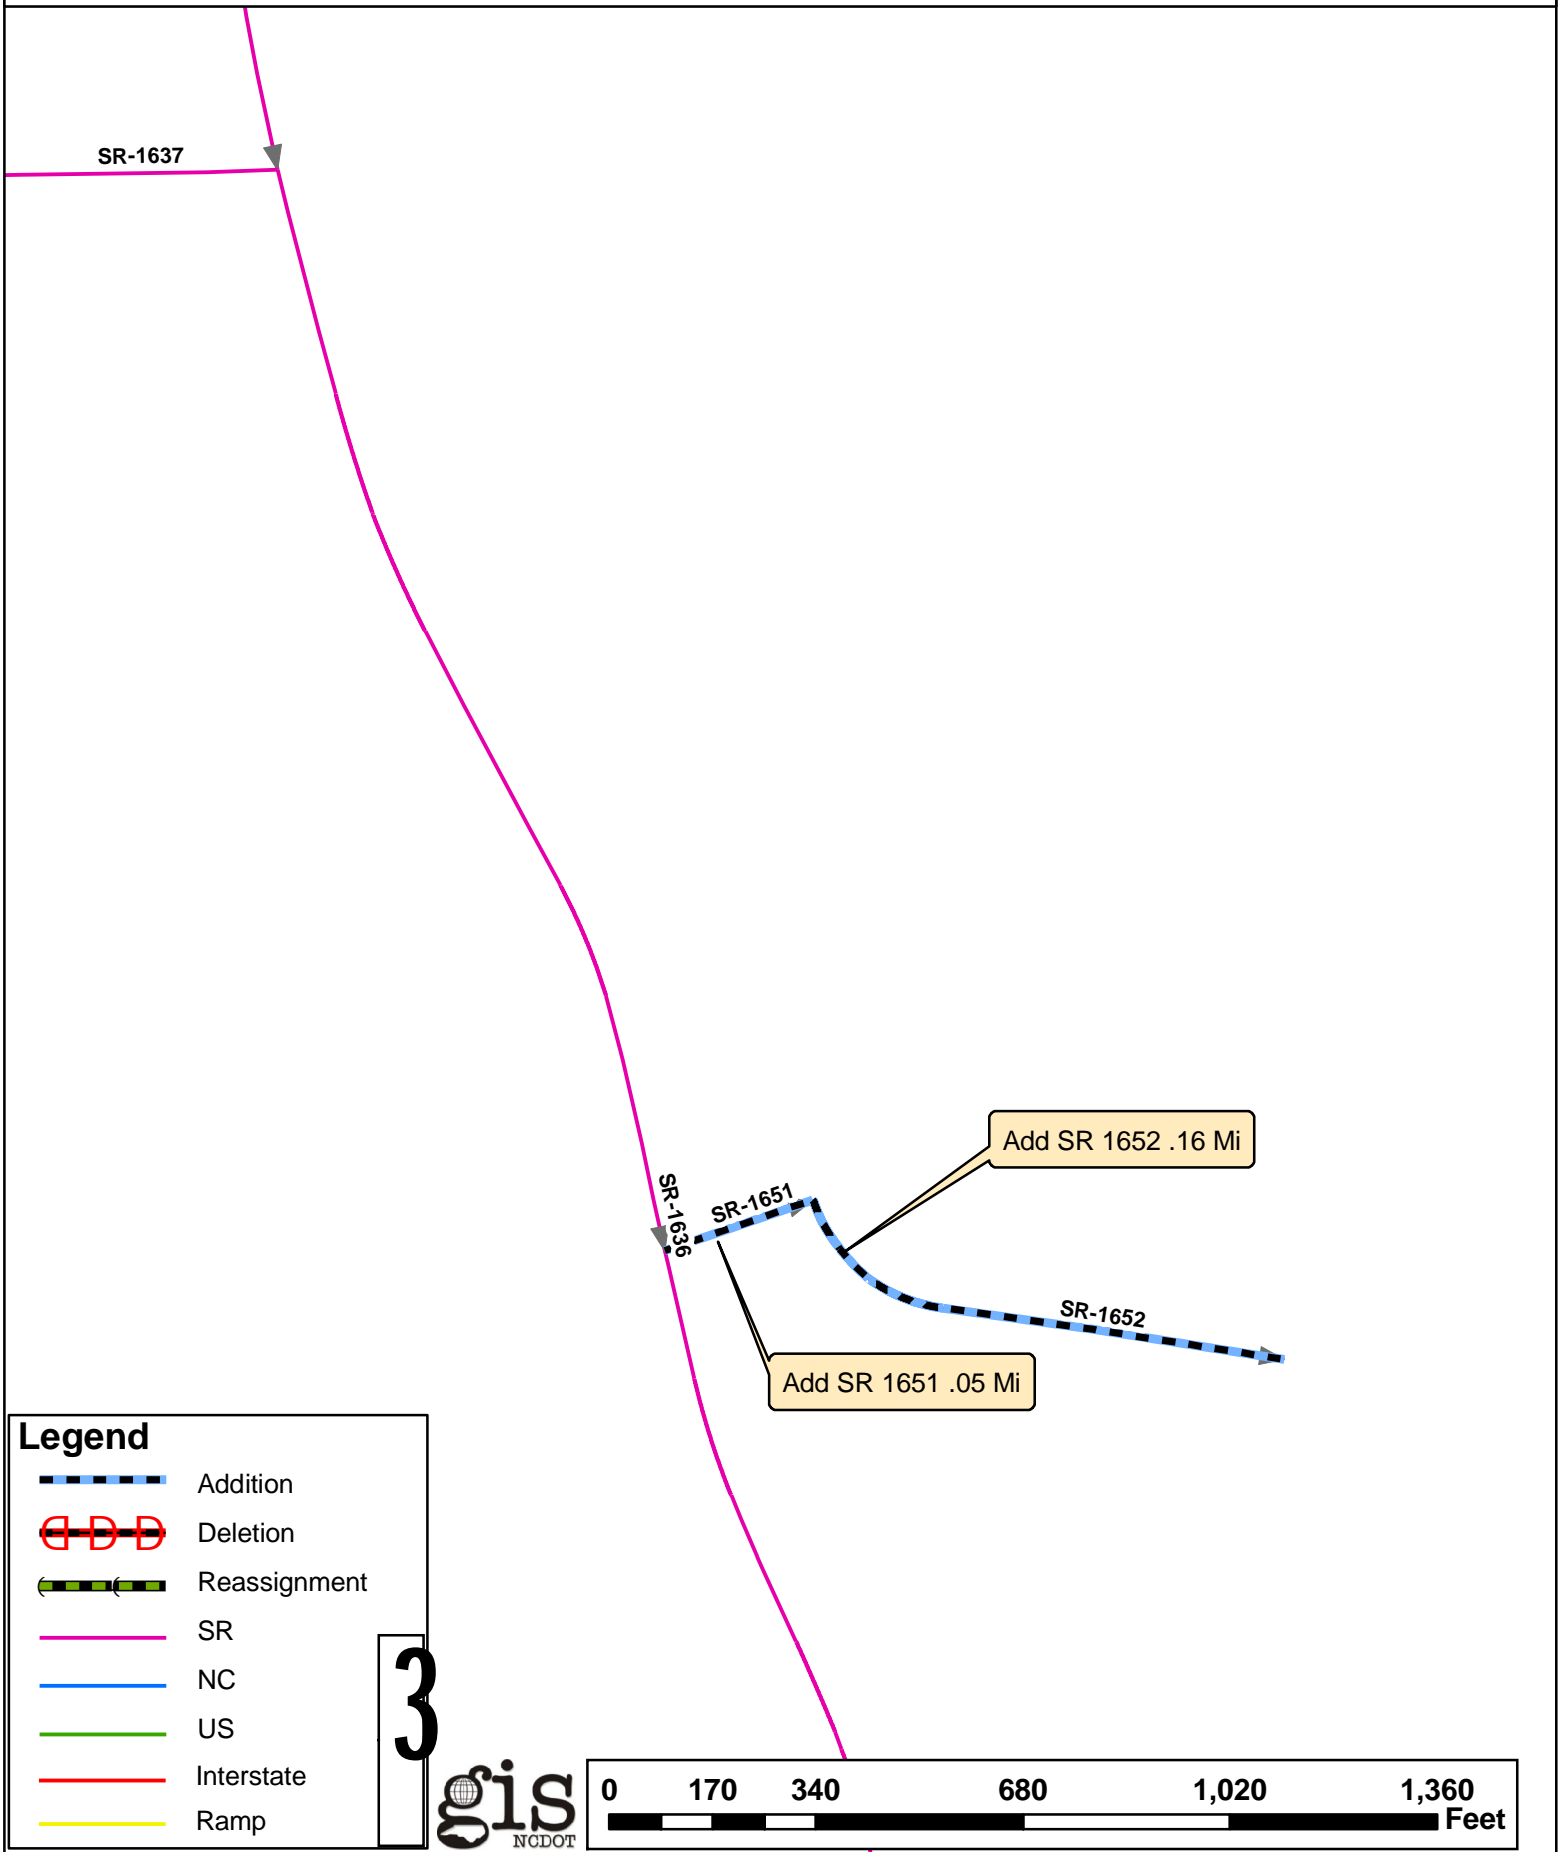 SR-1637
Add SR 1652 .16 Mi
SR-1636
SR-1651
SR-1652
Add SR 1651 .05 Mi
Legend
Addition
D D D
Deletion
Reassignment
SR
NC
US
Interstate
Ramp
3
gis
NCDOT
0 170 340 680 1,020 1,360
Feet